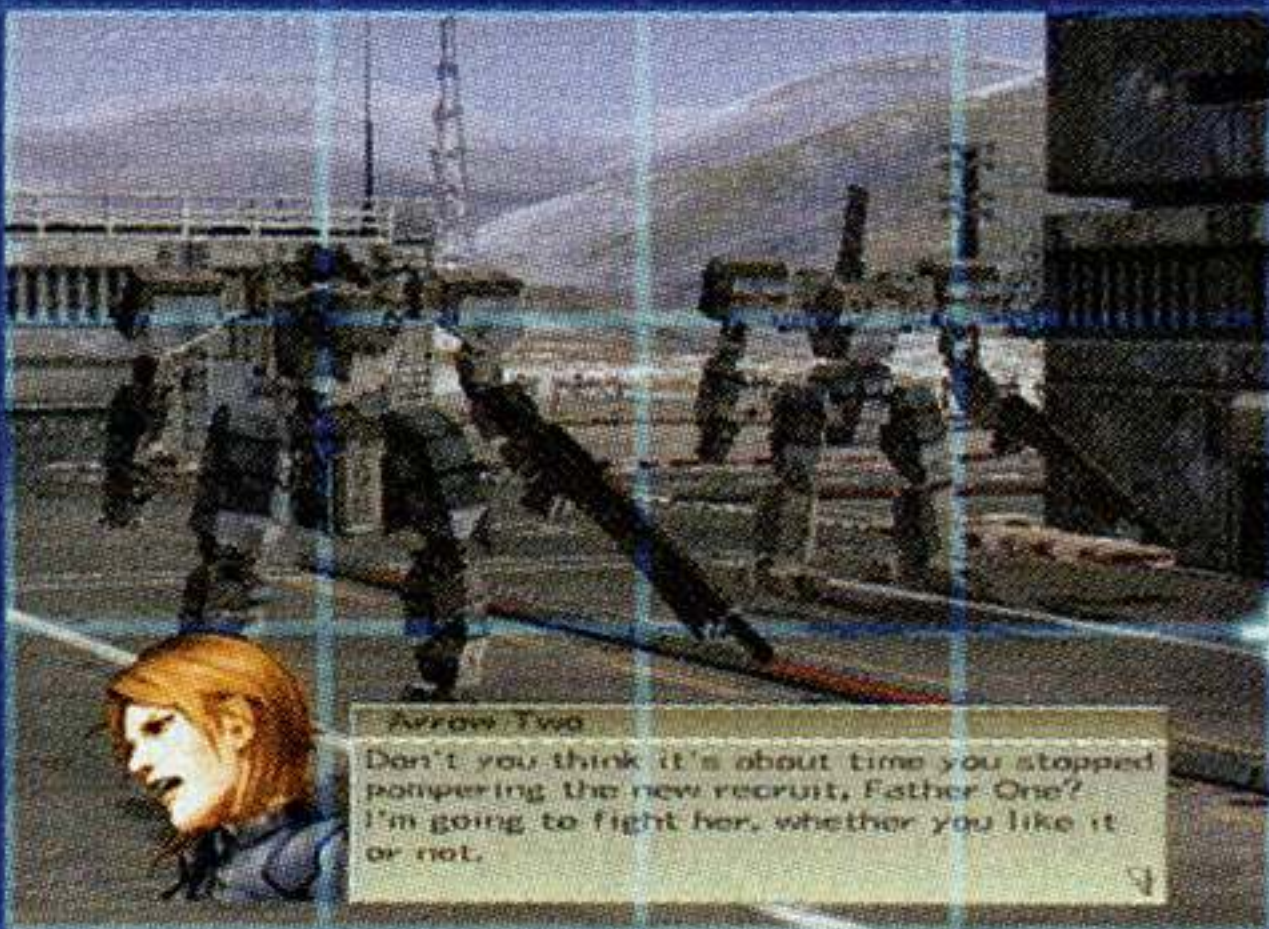 Arrow Two
Don't you think it's about time you stopped
pampering the new recruit, Father One?
I'm going to fight her, whether you like it
or not.